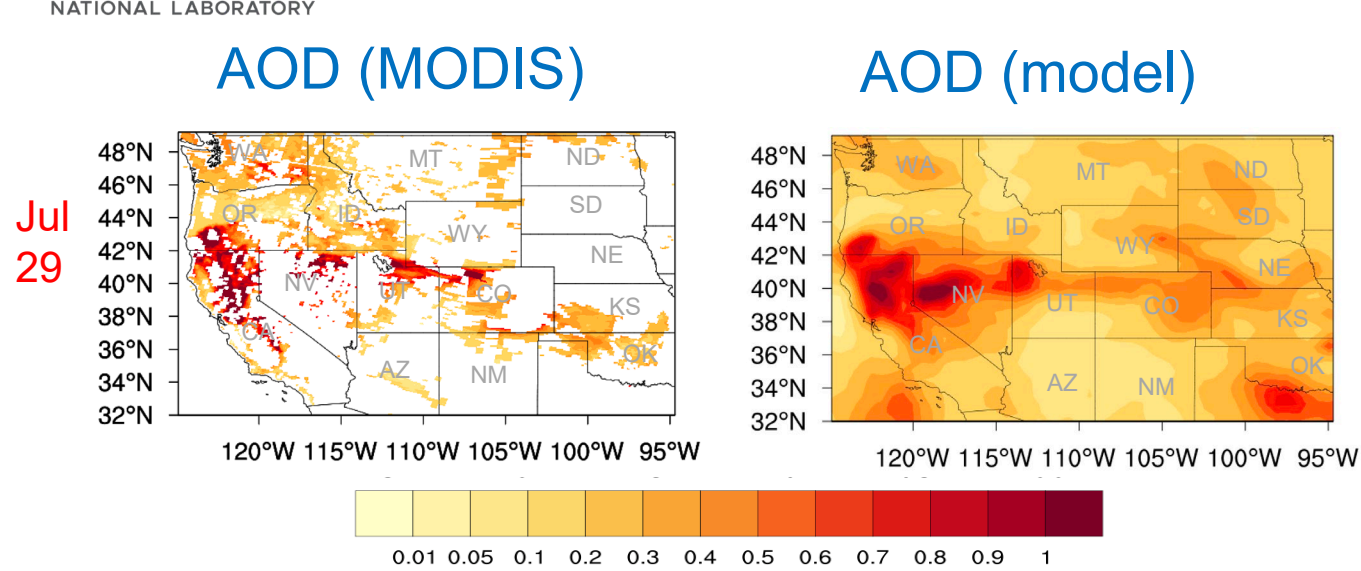 NATIONAL LABORATORY
AOD (MODIS)
AOD (model)
Jul
29
48°N
46°N
44°N
42°N
40°N
38°N
36°N
34°N
32°N
WA
MT
ND
OR
ID
SD
WY
NE
NV
UT
CO
KS
CA
OK
AZ
NM
120°W 115°W 110°W 105°W 100°W 95°W
48°N
46°N
44°N
42°N
40°N
38°N
36°N
34°N
32°N
WA
MT
ND
OR
ID
SD
WY
NE
NV
UT
CO
KS
CA
OK
AZ
NM
120°W 115°W 110°W 105°W 100°W 95°W
0.01 0.05 0.1 0.2 0.3 0.4 0.5 0.6 0.7 0.8 0.9 1